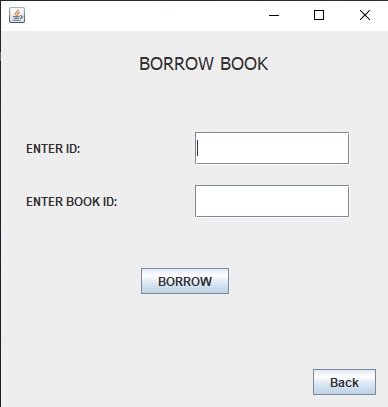 BORROW BOOK
ENTER ID:
ENTER BOOK ID:
BORROW
Back